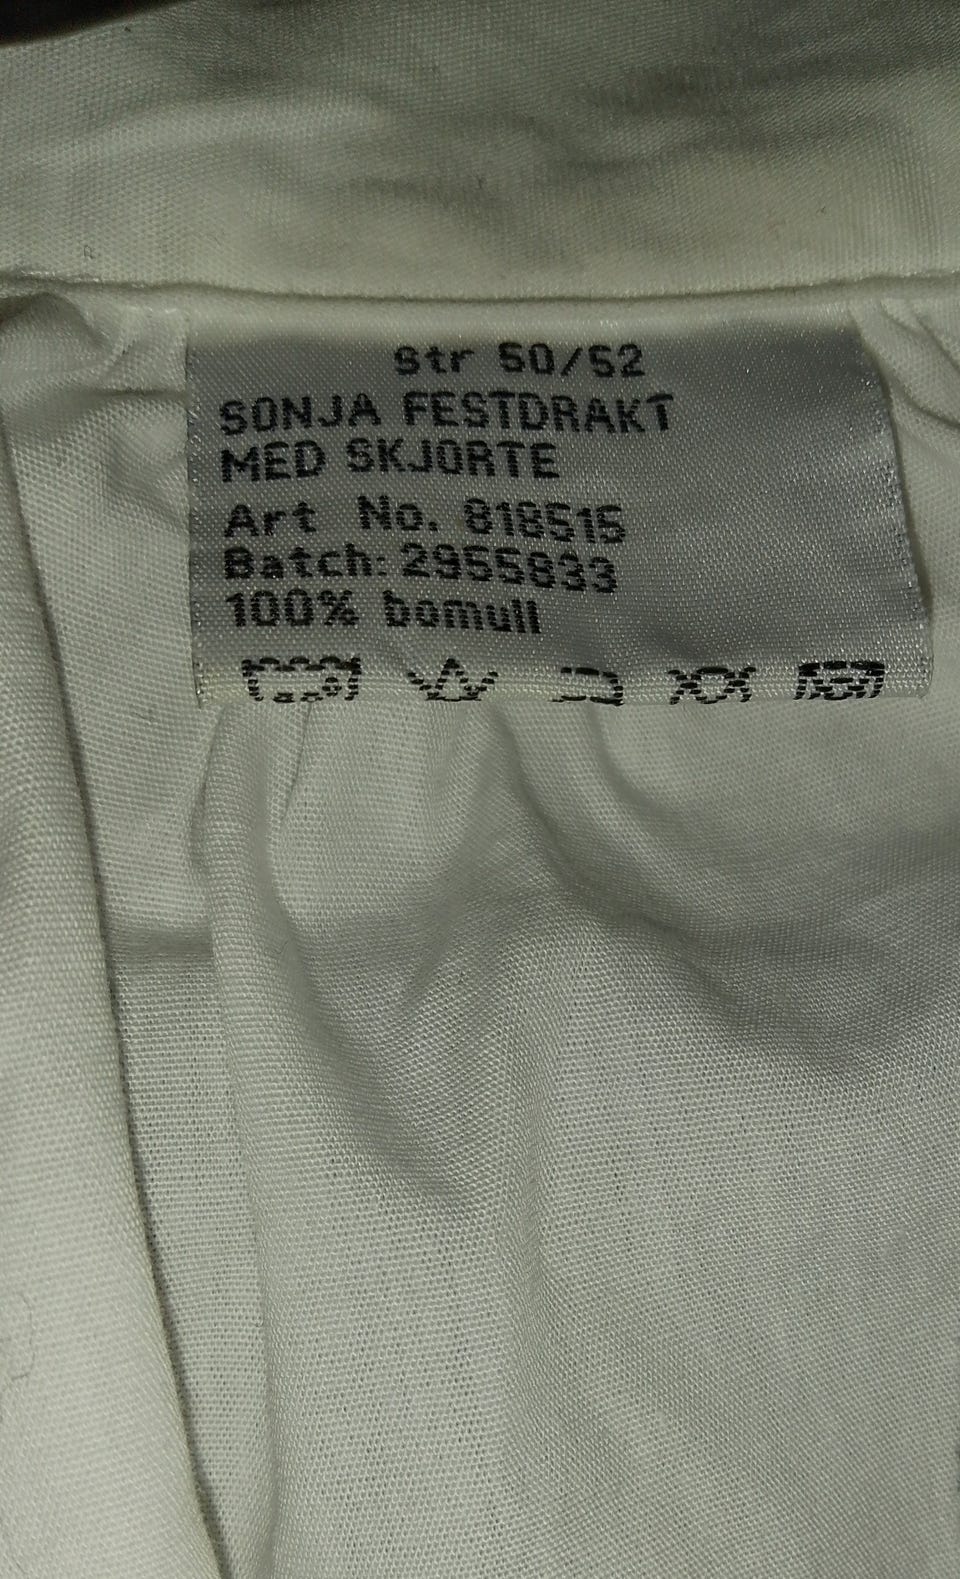 Str 50/52
SONJA FESTDRAKT
MED SKJORTE
Art No. 818515
Batch: 2955833
100% bomull